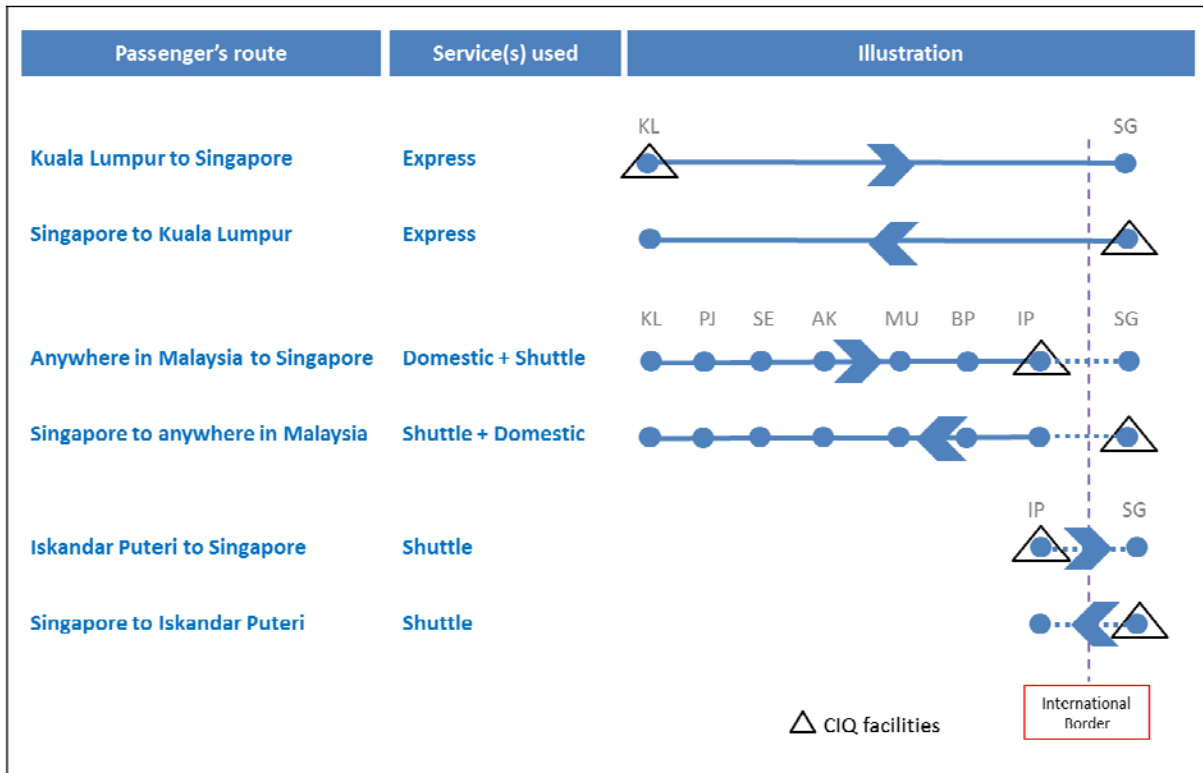 Passenger's route Service(s) used Illustration
KL SG
Kuala Lumpur to Singapore Express
Singapore to Kuala Lumpur Express
KL PJ SE AK MU BP IP SG
Anywhere in Malaysia to Singapore Domestic + Shuttle
Singapore to anywhere in Malaysia Shuttle + Domestic
IP SG
Iskandar Puteri to Singapore Shuttle
Singapore to Iskandar Puteri Shuttle
International
Border
CIQ facilities